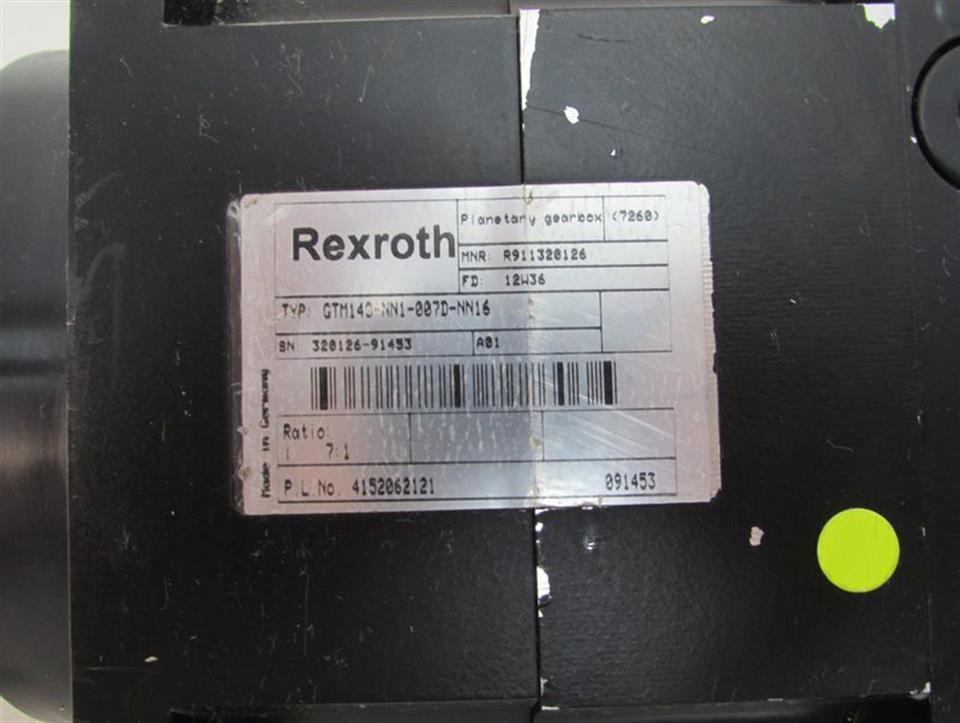 Rexroth
Planetary gearbox (7260)
MNR: R911320126
FD: 12W36
TYP: GTM140-NN1-007D-NN16
SN 320126-91453 A01
Made in Germany
Ratio:
i 7:1
P.L.No. 4152062121 091453